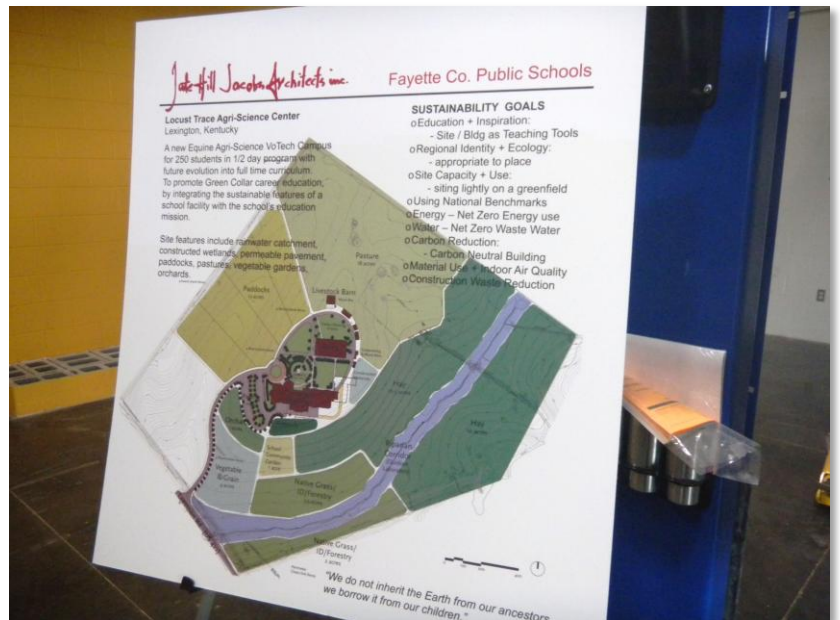 Tate Hill Jacobs Architects inc.
Fayette Co. Public Schools
Locust Trace Agri-Science Center
Lexington, Kentucky
A new Equine Agri-Science VoTech Campus
for 250 students in 1/2 day program with
future evolution into full time curriculum.
To promote Green Collar career education,
by integrating the sustainable features of a
school facility with the school's education
mission.
Site features include rainwater catchment,
constructed wetlands, permeable pavement,
paddocks, pastures, vegetable gardens,
orchards.
SUSTAINABILITY GOALS
o Education + Inspiration:
- Site / Bldg as Teaching Tools
o Regional Identity + Ecology:
- appropriate to place
o Site Capacity + Use:
- siting lightly on a greenfield
o Using National Benchmarks
o Energy – Net Zero Energy use
o Water – Net Zero Waste Water
o Carbon Reduction:
- Carbon Neutral Building
o Material Use + Indoor Air Quality
o Construction Waste Reduction
Pasture
Paddocks
Livestock Barn
Hay
Hay
Riparian
Corridor
School
Community
Garden
Vegetable
&Grain
Native Grass/
ID/Forestry
Native Grass/
ID/Forestry
"We do not inherit the Earth from our ancestors
we borrow it from our children."